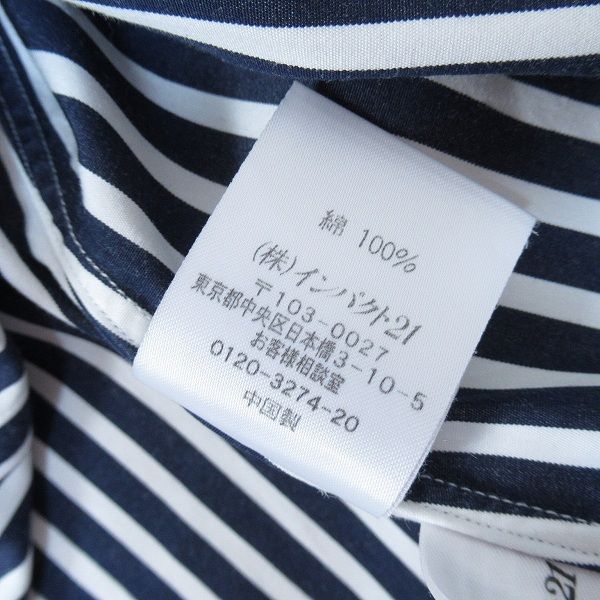 綿 100%
(株)インパクト21
〒103-0027
東京都中央区日本橋3-10-5
お客様相談室
0120-3274-20
中国製
21